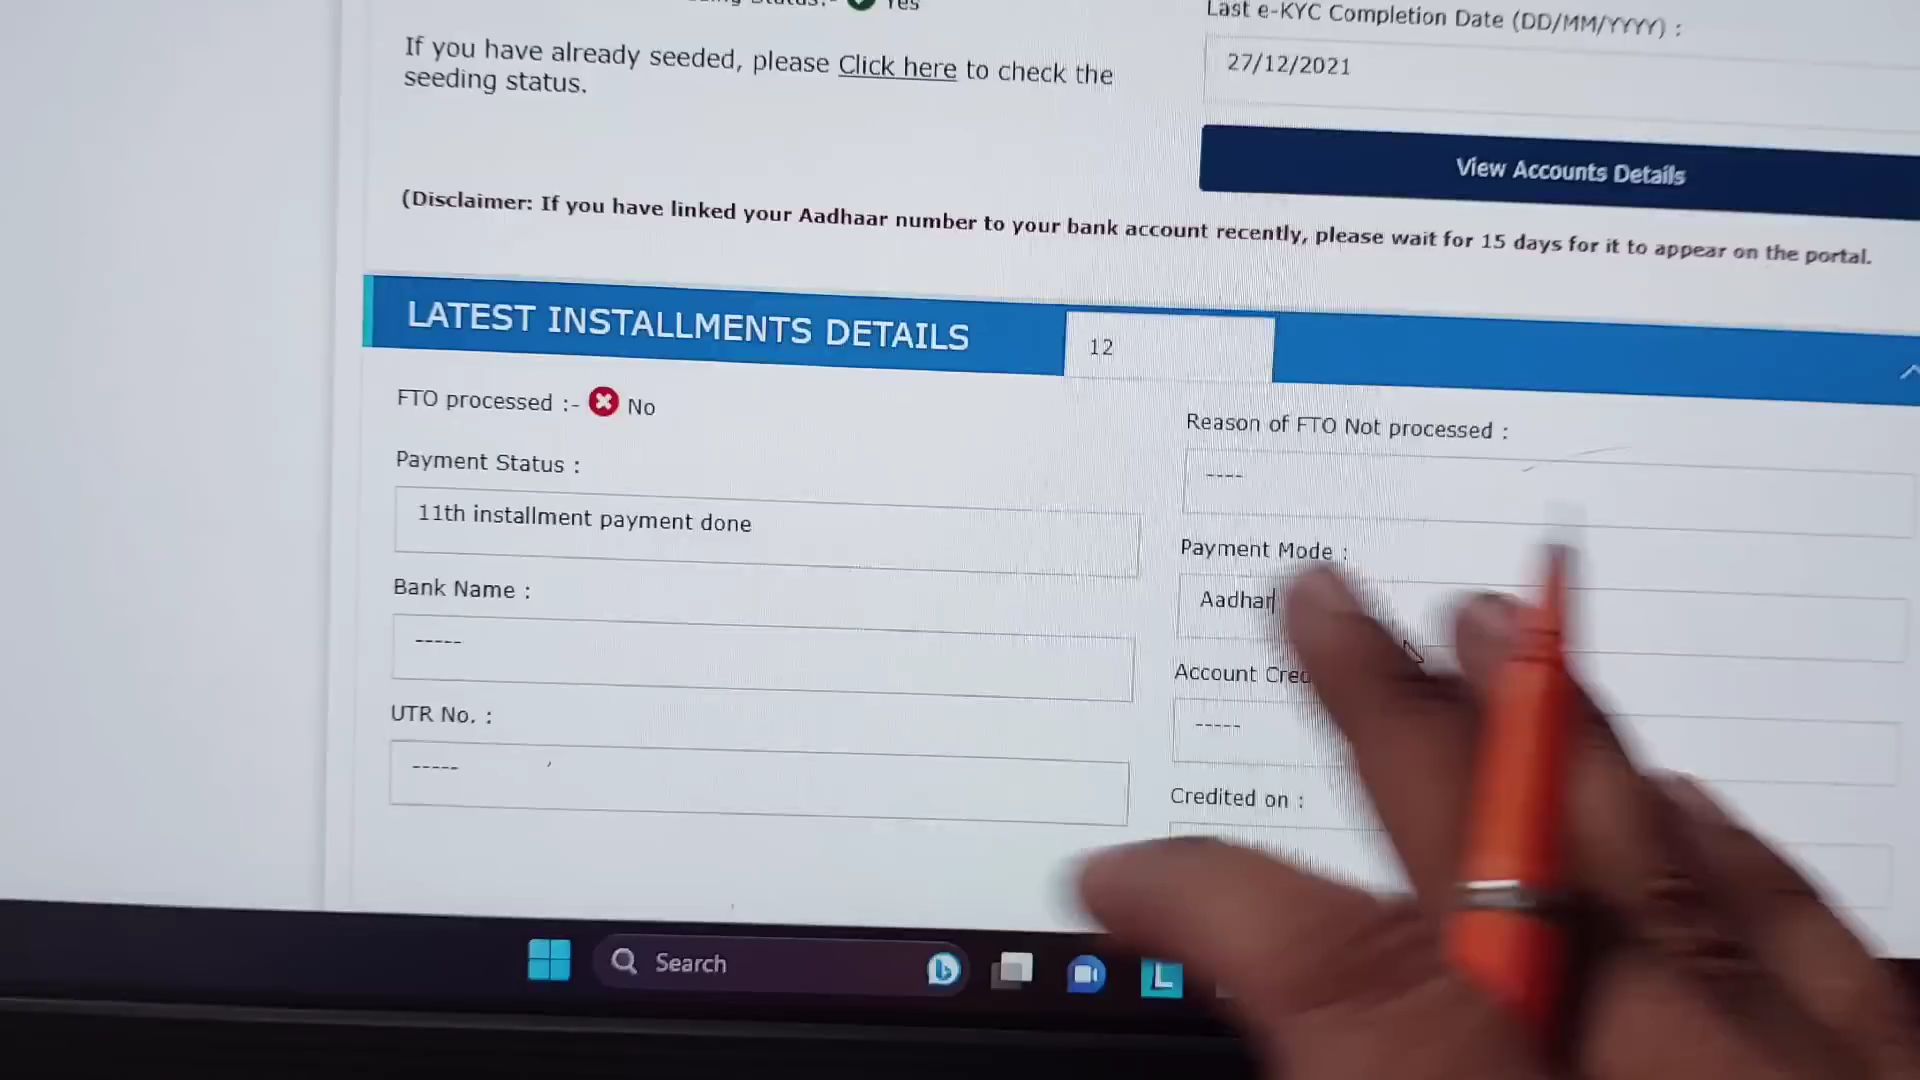 Yes
Last e-KYC Completion Date (DD/MM/YYYY) :
If you have already seeded, please Click here to check the
seeding status.
27/12/2021
View Accounts Details
(Disclaimer: If you have linked your Aadhaar number to your bank account recently, please wait for 15 days for it to appear on the portal.
LATEST INSTALLMENTS DETAILS
12
FTO processed :- No
Reason of FTO Not processed :
----
Payment Status :
11th installment payment done
Payment Mode :
Aadhar
Bank Name :
-----
Account
-----
UTR No. :
-----
Credited on :
Search